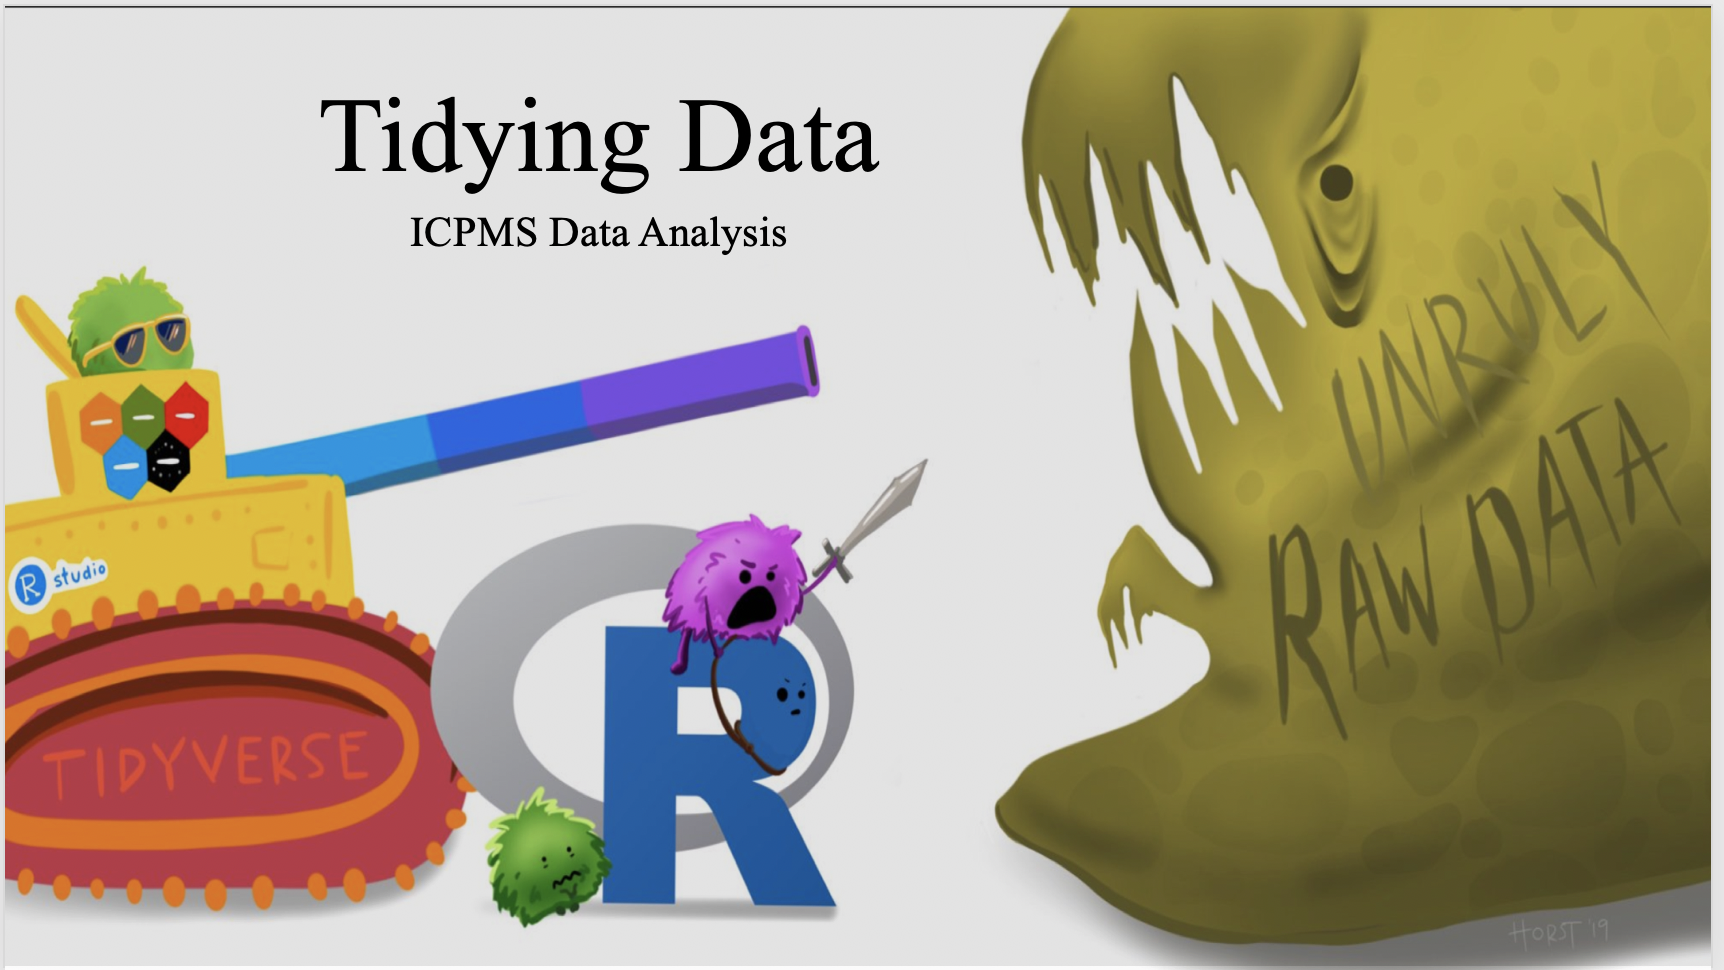 Tidying Data
ICPMS Data Analysis
UNRULY
RAW DATA
R studio
TIDYVERSE
R
HORST '19